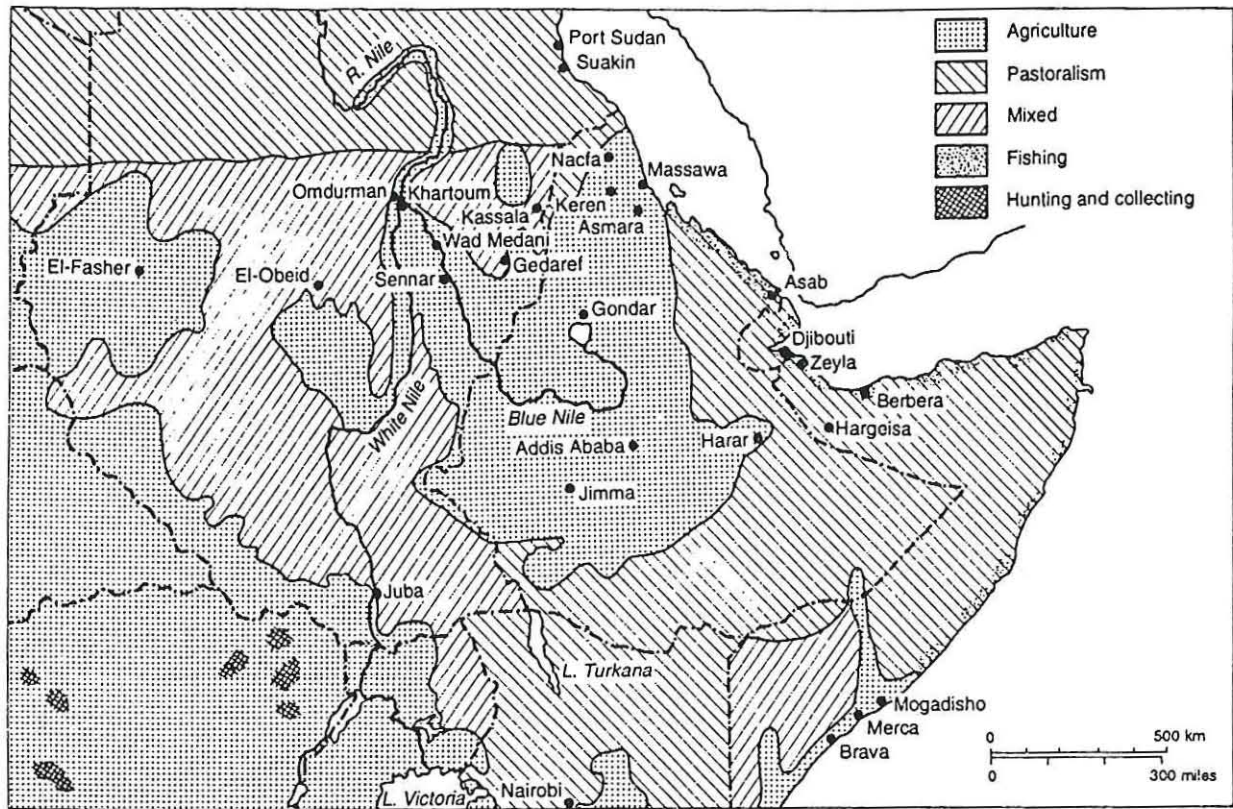 Port Sudan
Suakin
R. Nile
Agriculture
Pastoralism
Mixed
Fishing
Hunting and collecting
Nacfa
Massawa
Omdurman
Khartoum
Kassala
Keren
Asmara
Wad Medani
El-Fasher
El-Obeid
Sennar
Gedaref
Asab
Gondar
Djibouti
Zeyla
Berbera
White Nile
Blue Nile
Hargeisa
Addis Ababa
Harar
Jimma
Juba
L. Turkana
Mogadisho
Merca
Brava
0 500 km
0 300 miles
L. Victoria
Nairobi